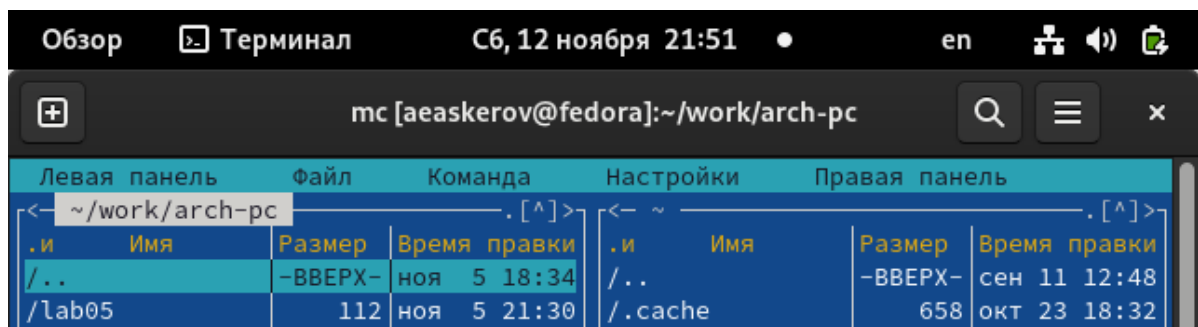 Обзор Терминал Сб, 12 ноября 21:51 en
mc [aeaskerov@fedora]:~/work/arch-pc
Левая панель Файл Команда Настройки Правая панель
<— ~/work/arch-pc .[^]> <— ~ .[^]>
.и Имя Размер Время правки .и Имя Размер Время правки
/.. -ВВЕРХ- ноя 5 18:34 /.. -ВВЕРХ- сен 11 12:48
/lab05 112 ноя 5 21:30 /.cache 658 окт 23 18:32